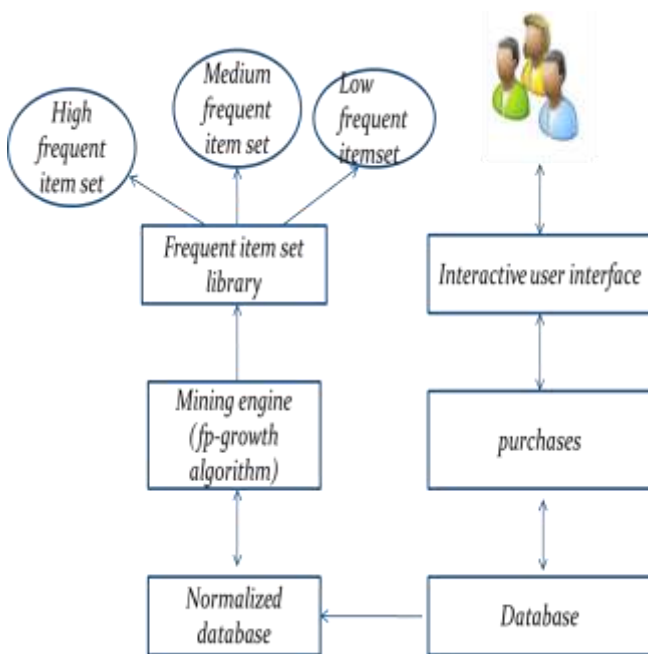 High
frequent
item set
Medium
frequent
item set
Low
frequent
itemset
Frequent item set
library
Interactive user interface
Mining engine
(fp-growth
algorithm)
purchases
Normalized
database
Database